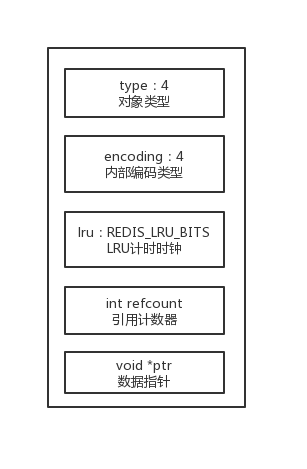 type：4
对象类型
encoding：4
内部编码类型
lru：REDIS_LRU_BITS
LRU计时时钟
int refcount
引用计数器
void *ptr
数据指针